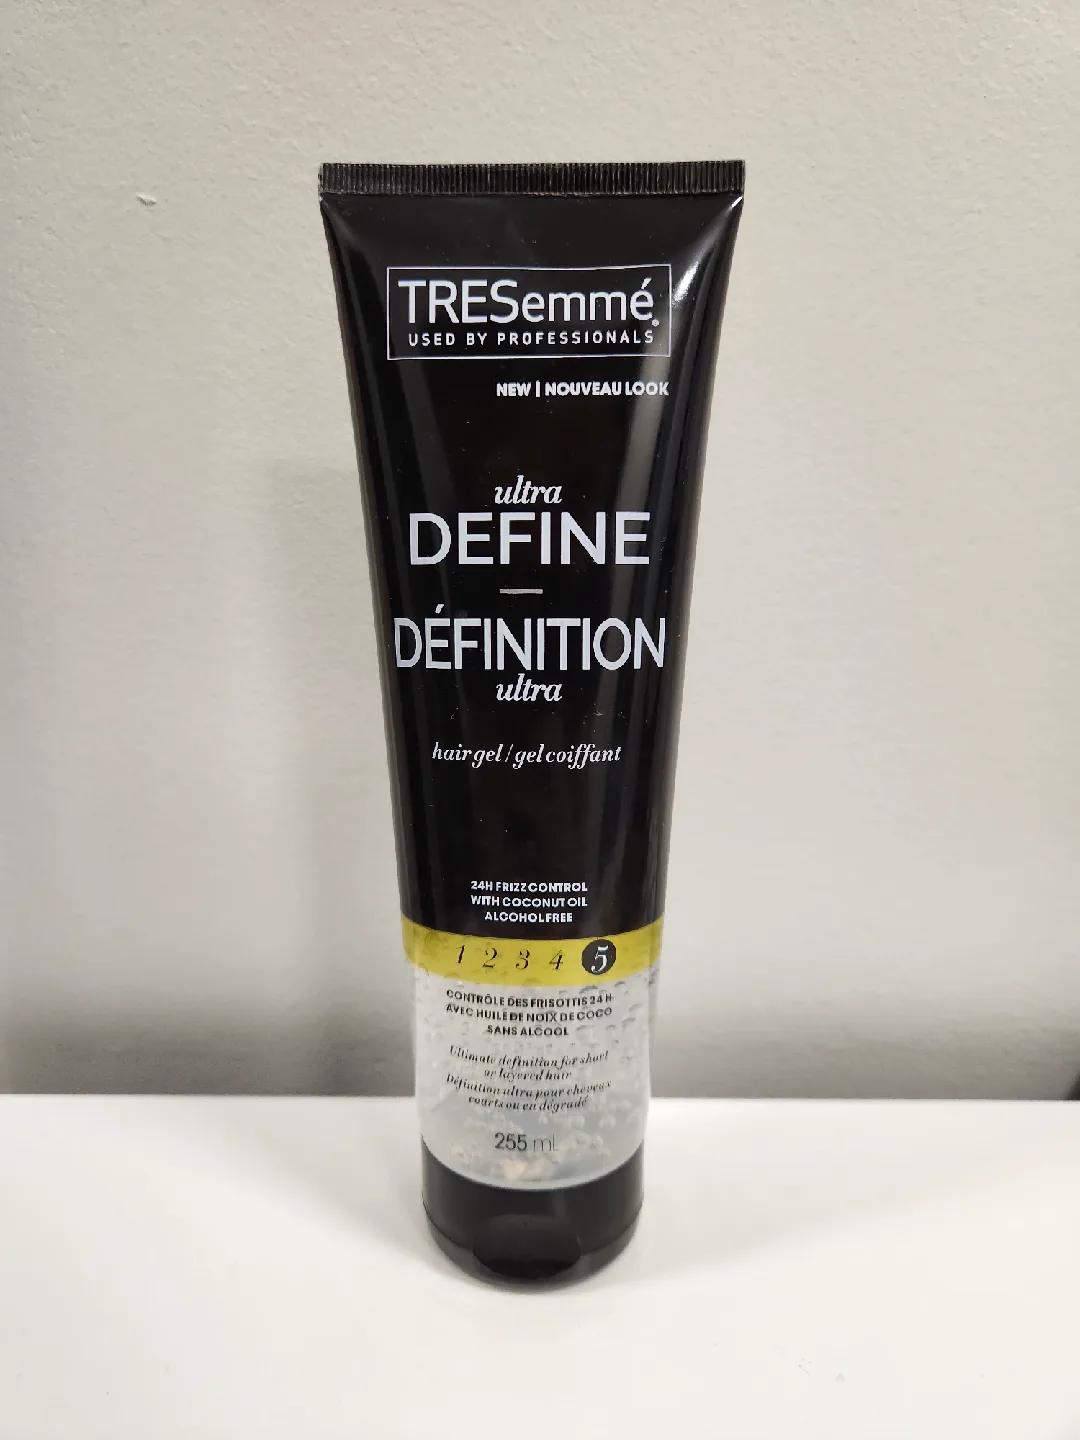 TRESemmé®
USED BY PROFESSIONALS
NEW | NOUVEAU LOOK
ultra
DEFINE
DÉFINITION
ultra
hair gel / gel coiffant
24H FRIZZ CONTROL
WITH COCONUT OIL
ALCOHOL FREE
1 2 3 4 5
CONTRÔLE DES FRISOTTIS 24 H
AVEC HUILE DE NOIX DE COCO
SANS ALCOOL
Ultimate definition for short
or layered hair
Définition ultra pour cheveux
courts ou en dégradé
255 mL